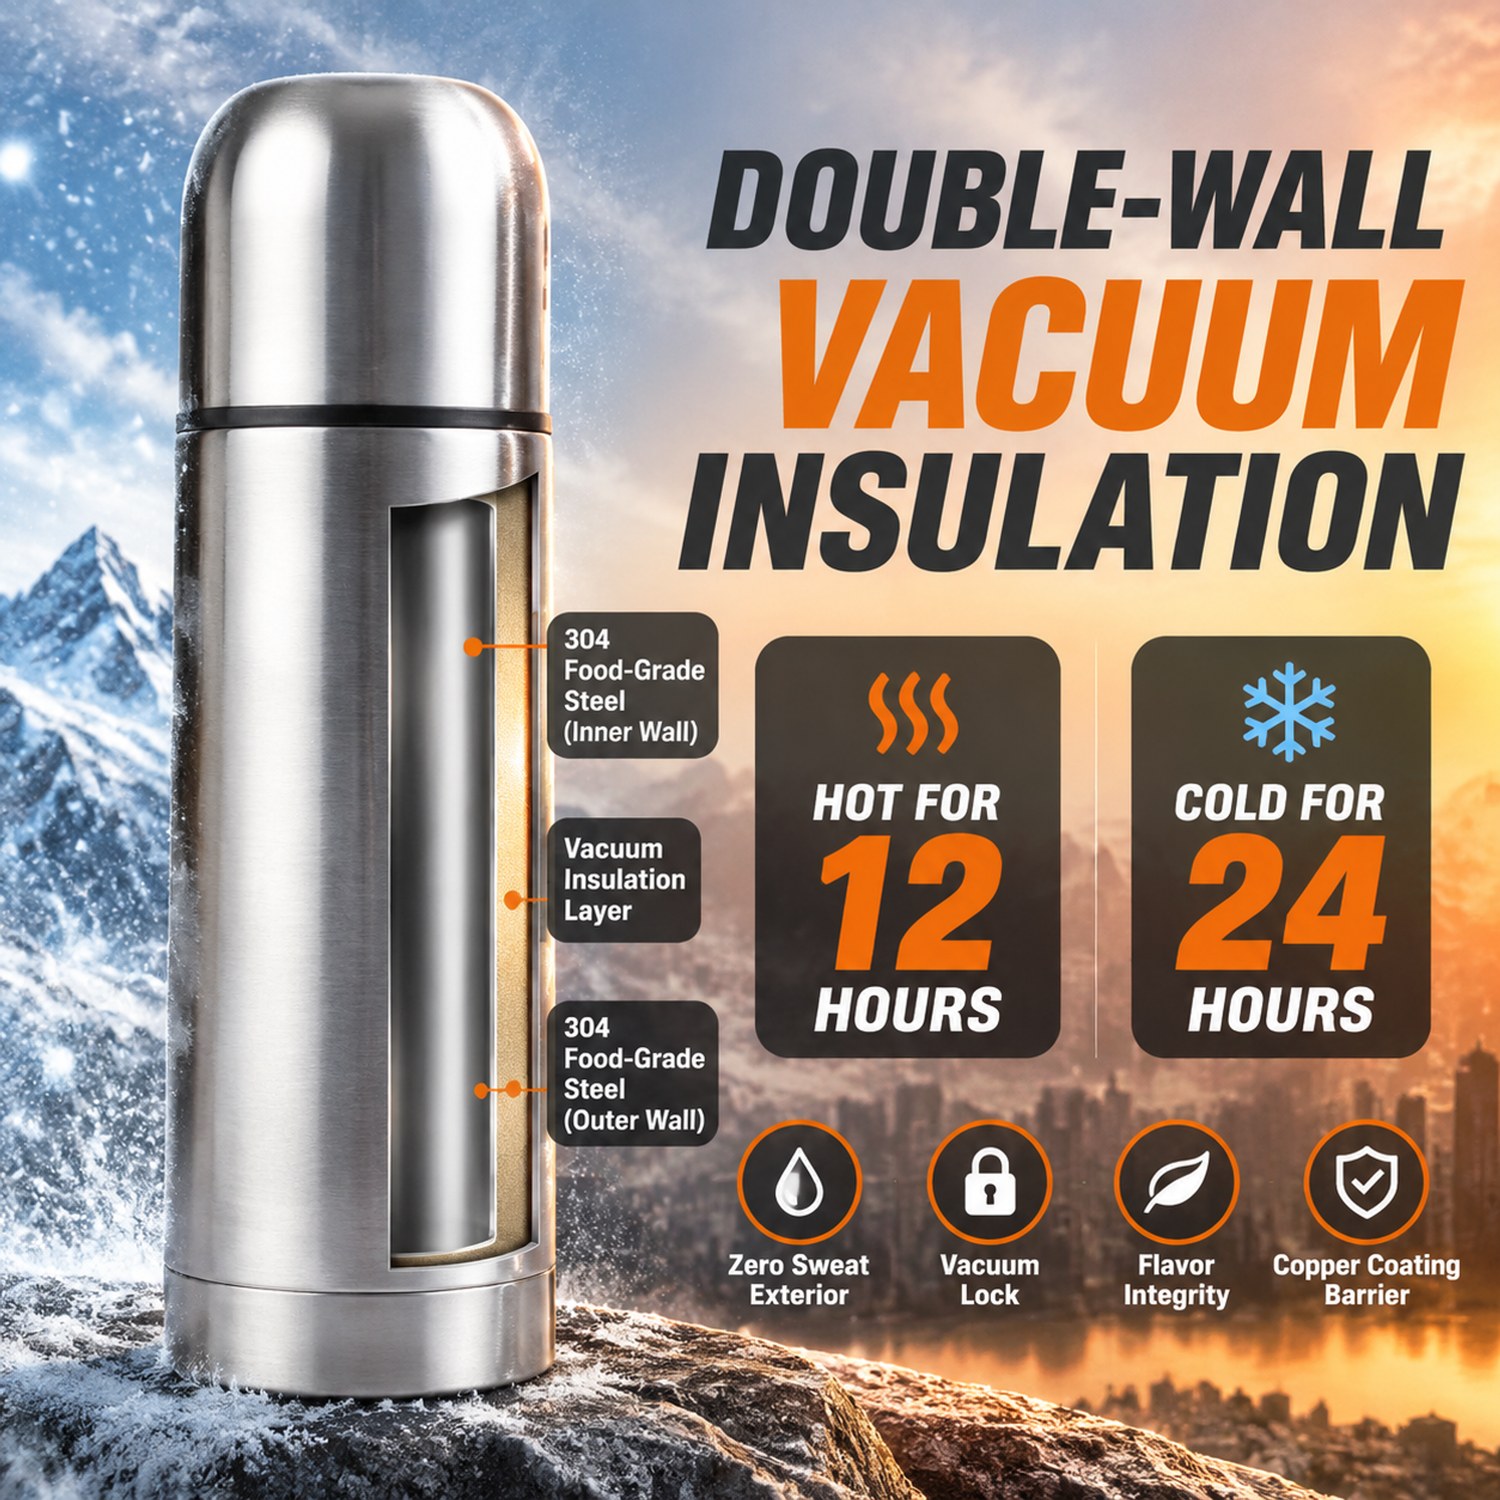 DOUBLE-WALL
VACUUM
INSULATION
304
Food-Grade
Steel
(Inner Wall)
Vacuum
Insulation
Layer
304
Food-Grade
Steel
(Outer Wall)
HOT FOR
12
HOURS
COLD FOR
24
HOURS
Zero Sweat
Exterior
Vacuum
Lock
Flavor
Integrity
Copper Coating
Barrier